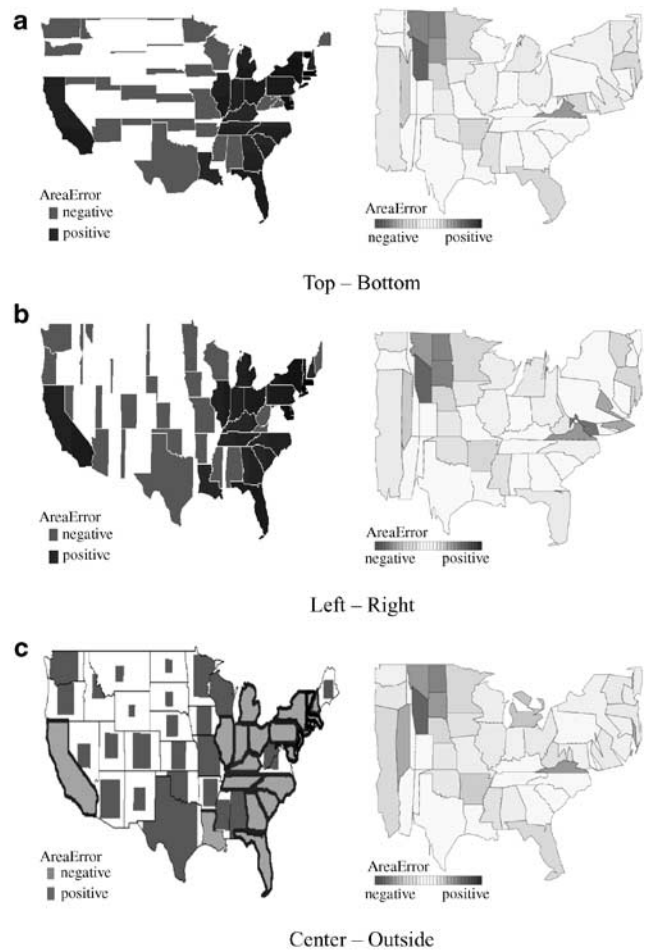 a
AreaError
negative
positive
AreaError
negative positive
Top – Bottom
b
AreaError
negative
positive
AreaError
negative positive
Left – Right
c
AreaError
negative
positive
AreaError
negative positive
Center – Outside